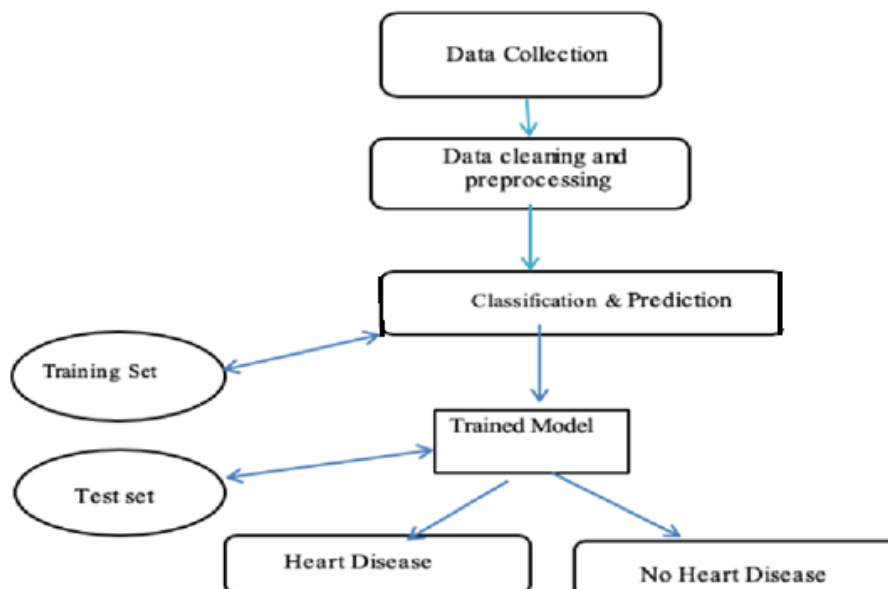 Data Collection
Data cleaning and
preprocessing
Classification & Prediction
Training Set
Trained Model
Test set
Heart Disease
No Heart Disease